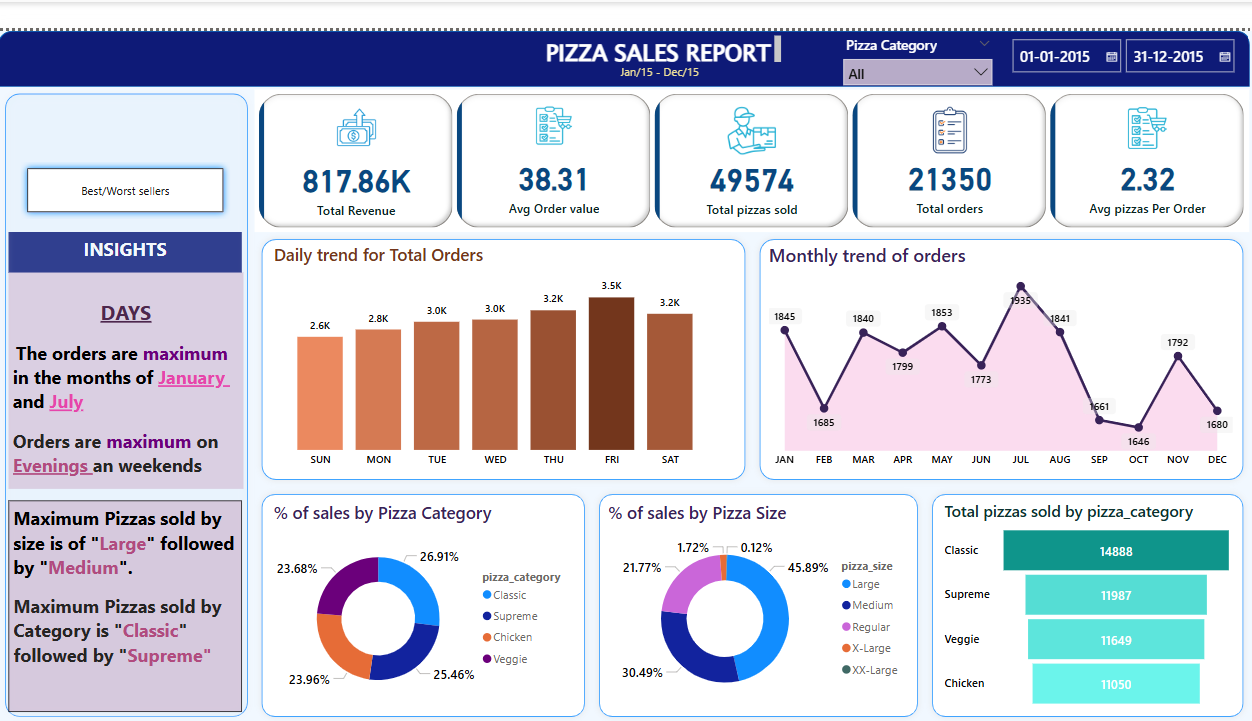 PIZZA SALES REPORT
Jan/15 - Dec/15
Pizza Category
All
01-01-2015
31-12-2015
Best/Worst sellers
INSIGHTS
DAYS
The orders are maximum
in the months of January
and July
Orders are maximum on
Evenings an weekends
Maximum Pizzas sold by
size is of "Large" followed
by "Medium".
Maximum Pizzas sold by
Category is "Classic"
followed by "Supreme"
817.86K
Total Revenue
38.31
Avg Order value
49574
Total pizzas sold
21350
Total orders
2.32
Avg pizzas Per Order
Daily trend for Total Orders
2.6K
2.8K
3.0K
3.0K
3.2K
3.5K
3.2K
SUN MON TUE WED THU FRI SAT
Monthly trend of orders
1845
1685
1840
1799
1853
1773
1935
1841
1661
1646
1792
1680
JAN FEB MAR APR MAY JUN JUL AUG SEP OCT NOV DEC
% of sales by Pizza Category
26.91%
25.46%
23.96%
23.68%
pizza_category
Classic
Supreme
Chicken
Veggie
% of sales by Pizza Size
1.72%
0.12%
21.77%
45.89%
30.49%
pizza_size
Large
Medium
Regular
X-Large
XX-Large
Total pizzas sold by pizza_category
Classic 14888
Supreme 11987
Veggie 11649
Chicken 11050